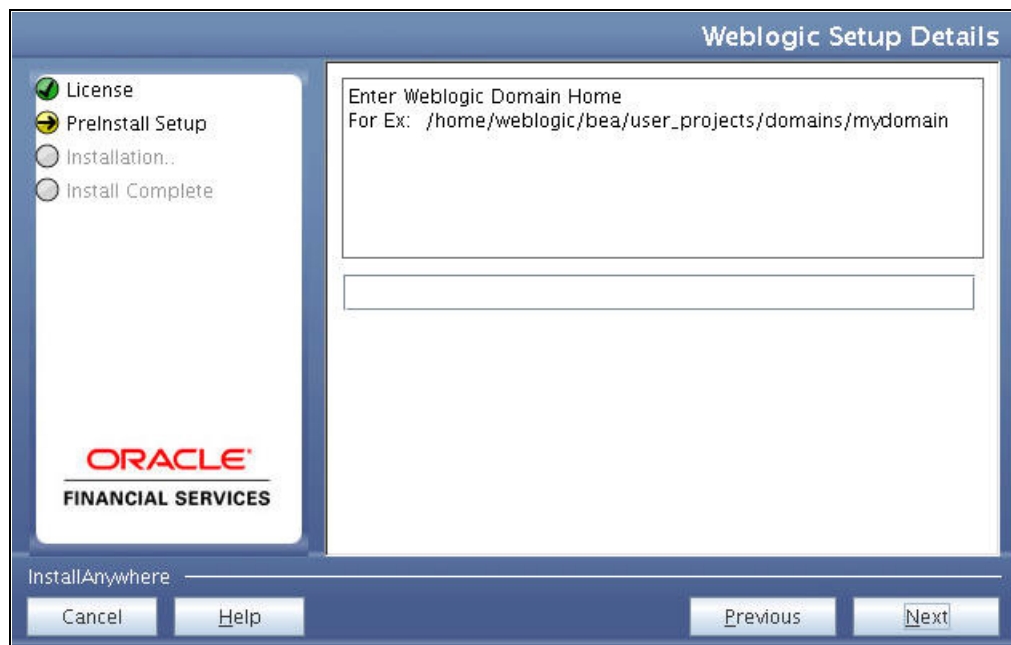 Weblogic Setup Details
License
PreInstall Setup
Installation..
Install Complete
Enter Weblogic Domain Home
For Ex: /home/weblogic/bea/user_projects/domains/mydomain
ORACLE
FINANCIAL SERVICES
InstallAnywhere
Cancel
Help
Previous
Next